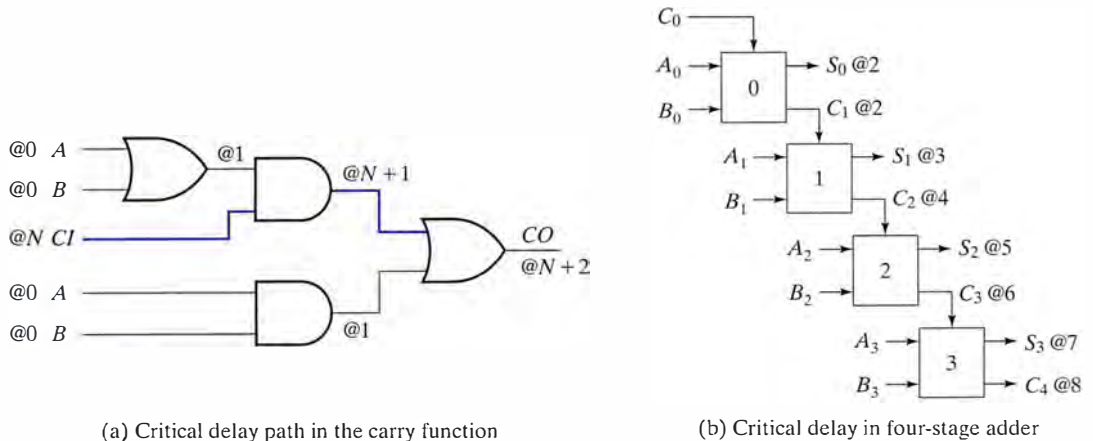 @0 A
@0 B
@1
@N CI
@N + 1
CO
@N + 2
@0 A
@0 B
@1
(a) Critical delay path in the carry function
C0
A0
B0
0
S0 @2
C1 @2
A1
B1
1
S1 @3
C2 @4
A2
B2
2
S2 @5
C3 @6
A3
B3
3
S3 @7
C4 @8
(b) Critical delay in four-stage adder